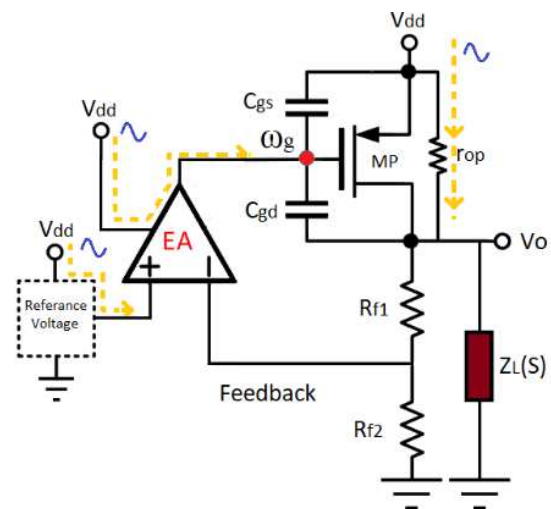 Vdd
Cgs
Vdd
ωg
MP
rop
Cgd
Vdd
EA
Vo
+
−
Referance
Voltage
Rf1
ZL(S)
Feedback
Rf2